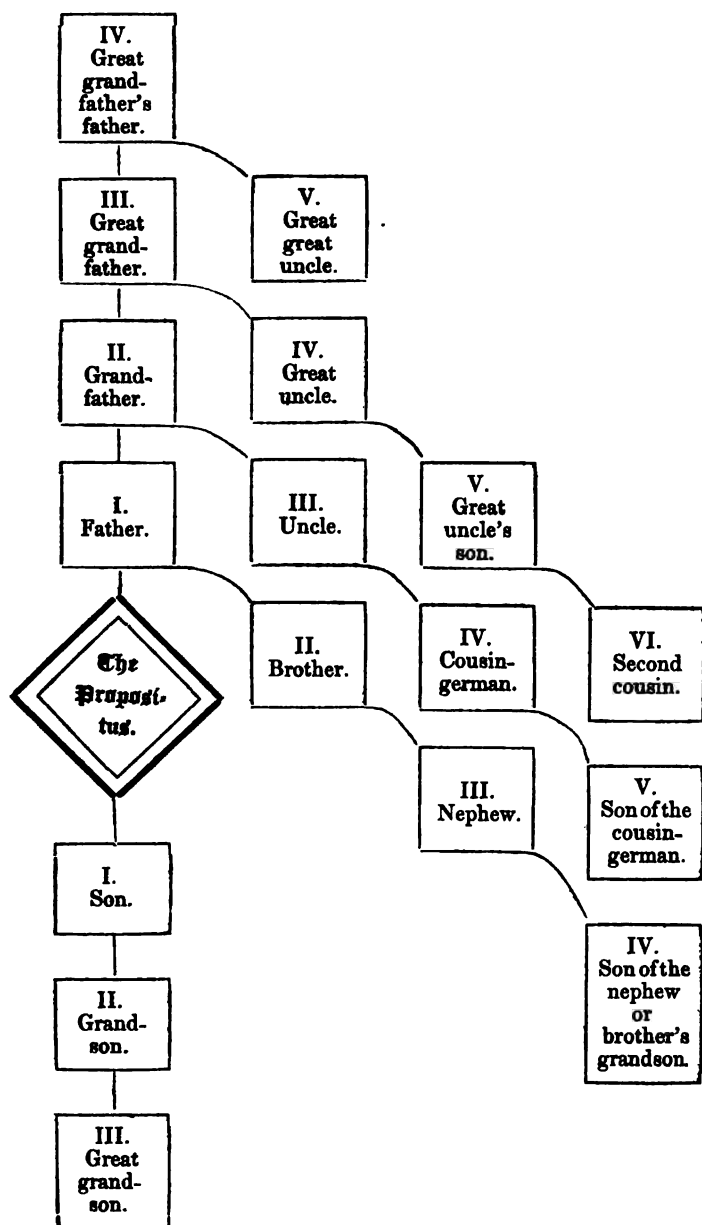 IV.
Great
grand-
father's
father.
III.
Great
grand-
father.
V.
Great
great
uncle.
II.
Grand-
father.
IV.
Great
uncle.
I.
Father.
III.
Uncle.
V.
Great
uncle's
son.
The
Proposi-
tus.
II.
Brother.
IV.
Cousin-
german.
VI.
Second
cousin.
III.
Nephew.
V.
Son of the
cousin-
german.
I.
Son.
II.
Grand-
son.
IV.
Son of the
nephew
or
brother's
grandson.
III.
Great
grand-
son.